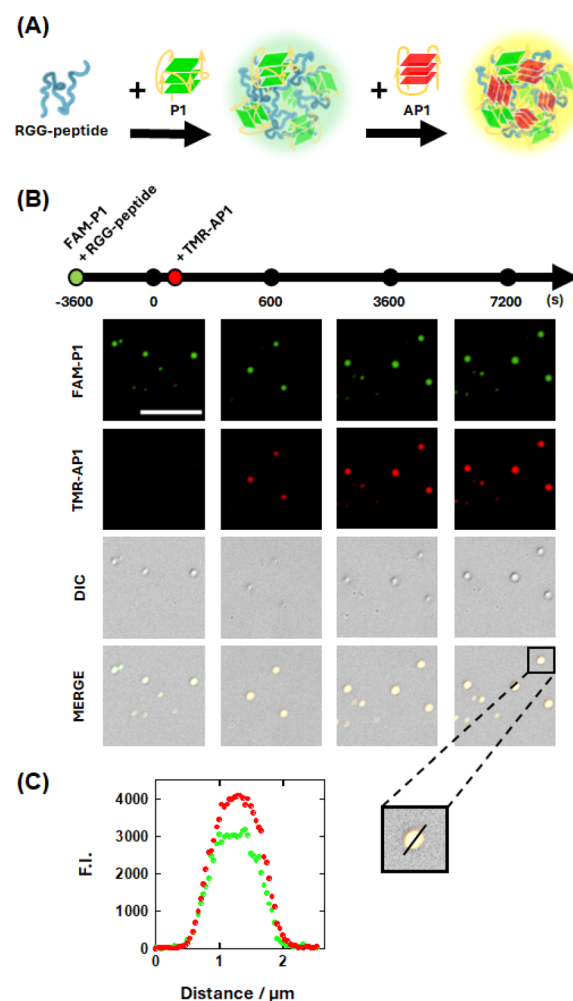 (A)
+
P1
+
AP1
RGG-peptide
(B)
FAM-P1
+ RGG-peptide
+ TMR-AP1
-3600 0 600 3600 7200 (s)
FAM-P1
TMR-AP1
DIC
MERGE
(C)
F.I.
4000
3000
2000
1000
0
0 1 2
Distance / μm